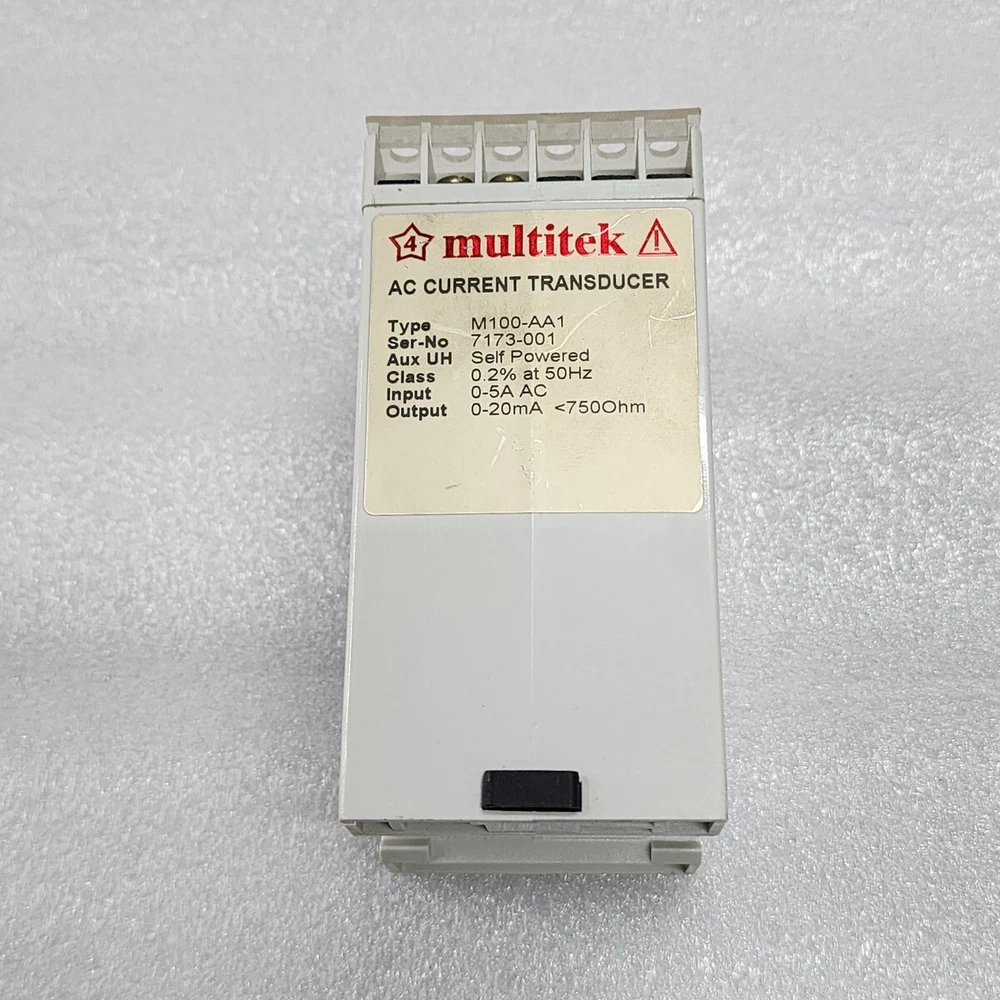 4 multitek !
AC CURRENT TRANSDUCER
Type M100-AA1
Ser-No 7173-001
Aux UH Self Powered
Class 0.2% at 50Hz
Input 0-5A AC
Output 0-20mA <750Ohm